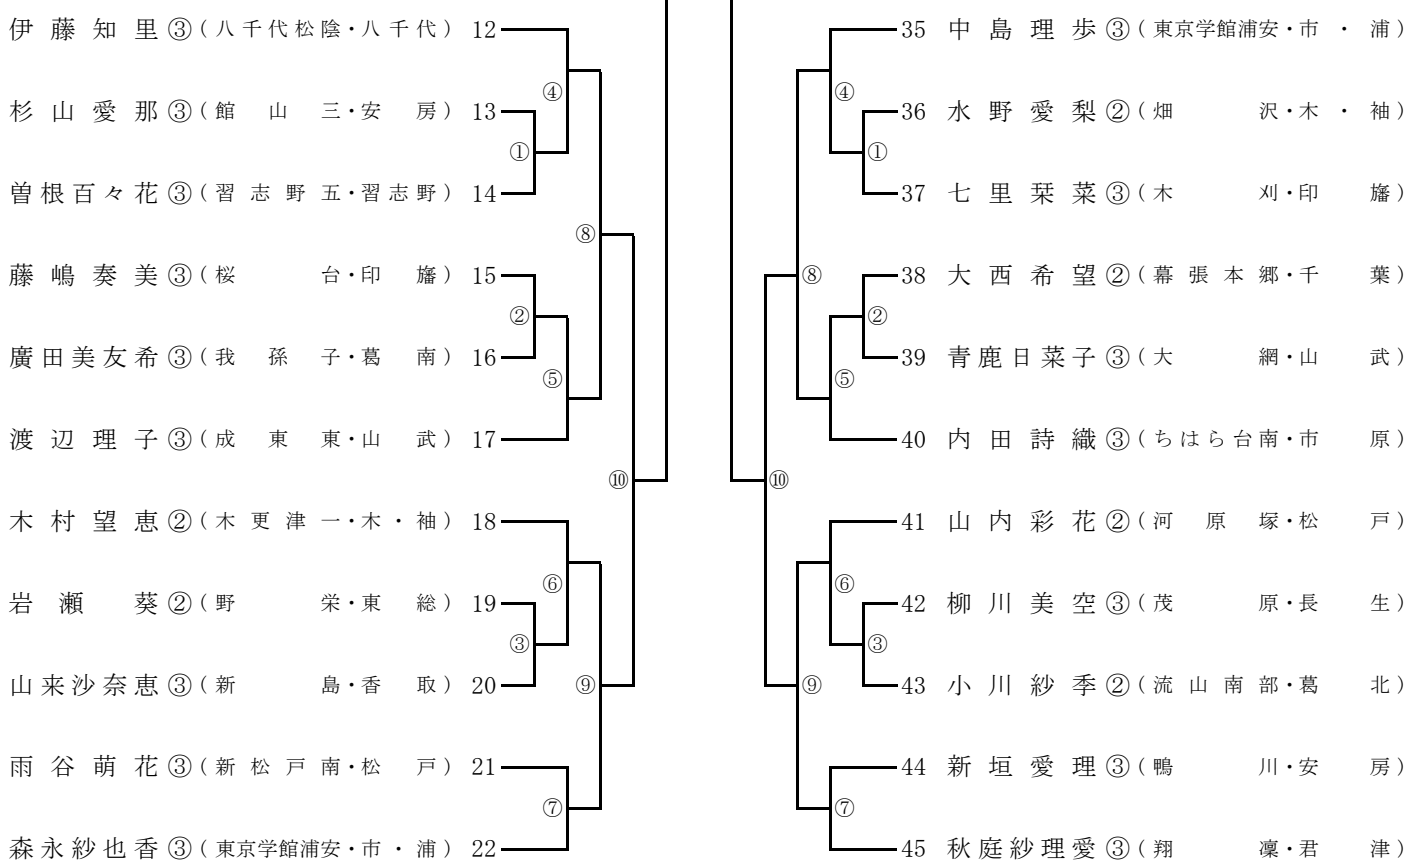 伊藤知里③(八千代松陰・八千代) 12
④
杉山愛那③(館山三・安房) 13
①
曽根百々花③(習志野五・習志野) 14
⑧
藤嶋奏美③(桜台・印旛) 15
②
廣田美友希③(我孫子・葛南) 16
⑤
渡辺理子③(成東東・山武) 17
⑩
木村望恵②(木更津一・木・袖) 18
⑥
岩瀬葵②(野栄・東総) 19
③
山来沙奈恵③(新島・香取) 20
⑨
雨谷萌花③(新松戸南・松戸) 21
⑦
森永紗也香③(東京学館浦安・市・浦) 22
35 中島理歩③(東京学館浦安・市・浦)
④
36 水野愛梨②(畑沢・木・袖)
①
37 七里栞菜③(木刈・印旛)
⑧
38 大西希望②(幕張本郷・千葉)
②
39 青鹿日菜子③(大網・山武)
⑤
40 内田詩織③(ちはら台南・市原)
⑩
41 山内彩花②(河原塚・松戸)
⑥
42 柳川美空③(茂原・長生)
③
43 小川紗季②(流山南部・葛北)
⑨
44 新垣愛理③(鴨川・安房)
⑦
45 秋庭紗理愛③(翔凜・君津)